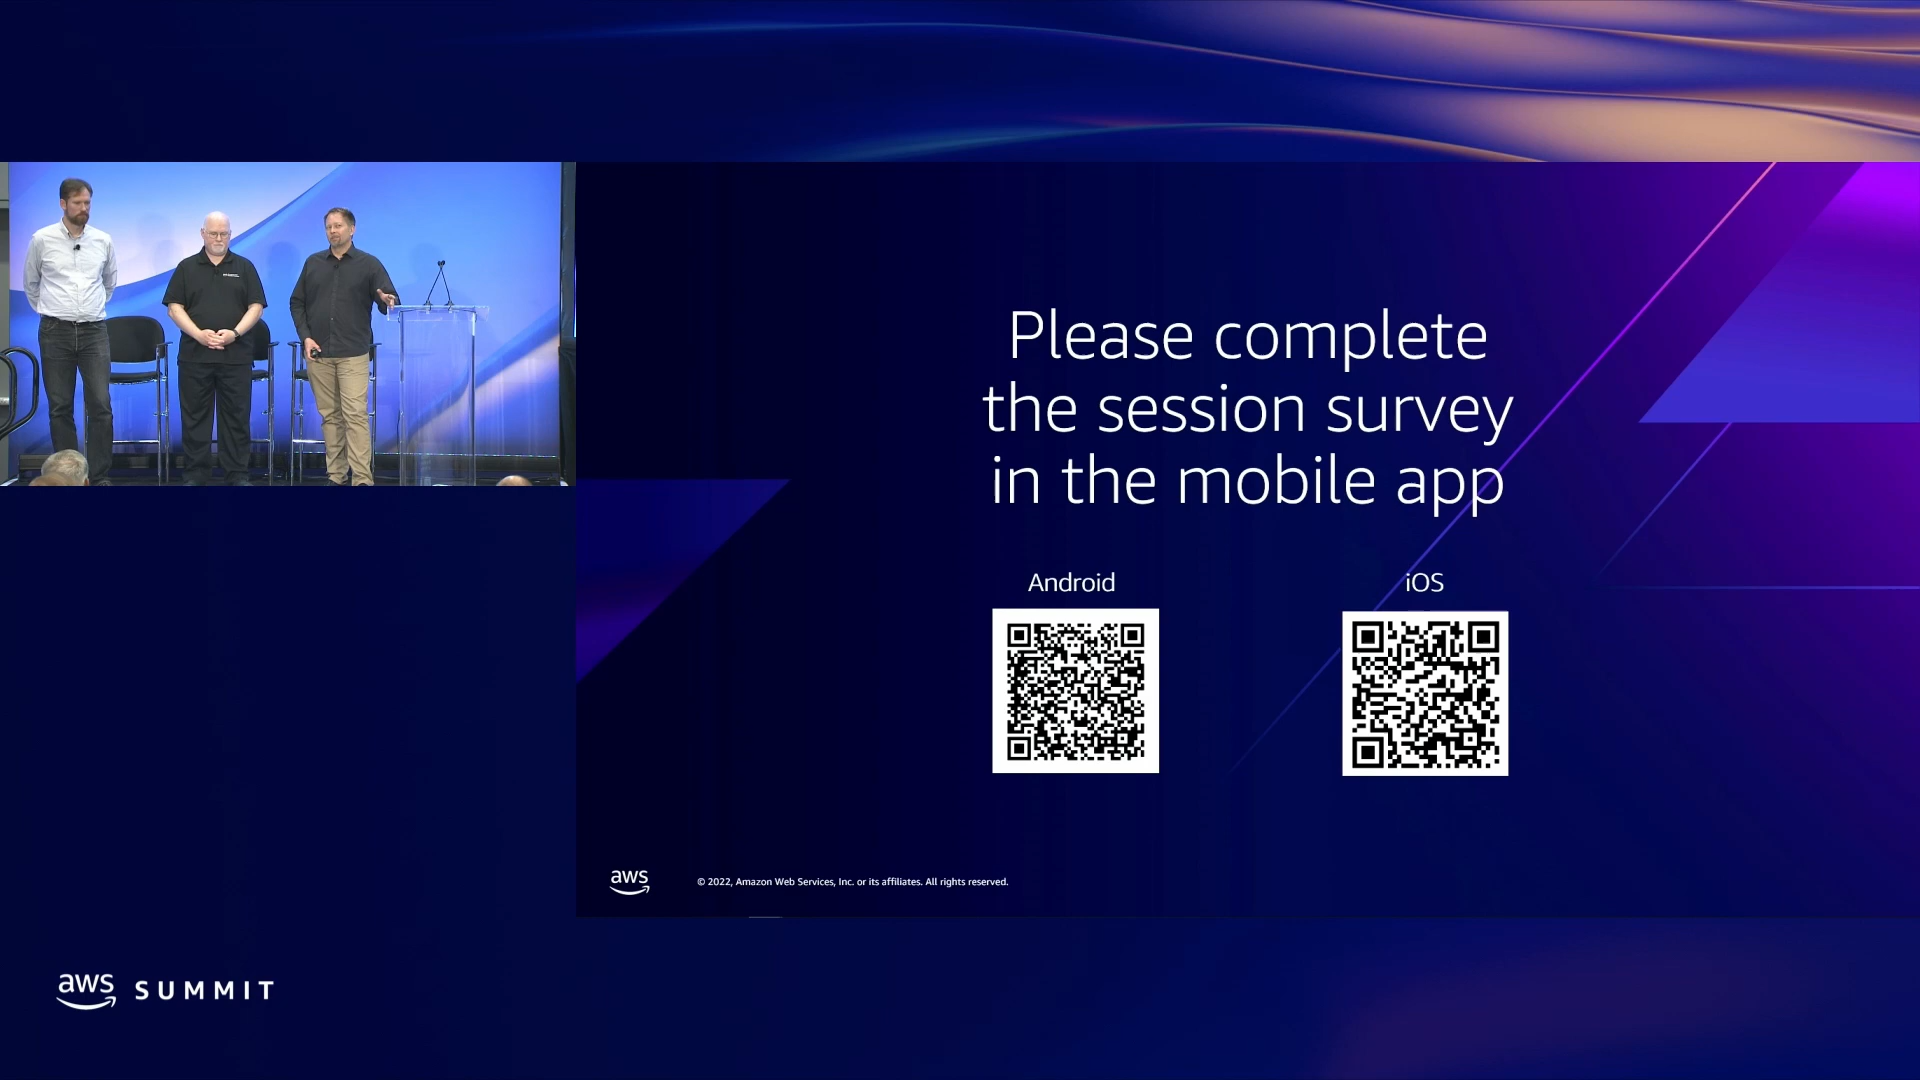 Please complete
the session survey
in the mobile app
Android
iOS
aws
© 2022, Amazon Web Services, Inc. or its affiliates. All rights reserved.
aws SUMMIT